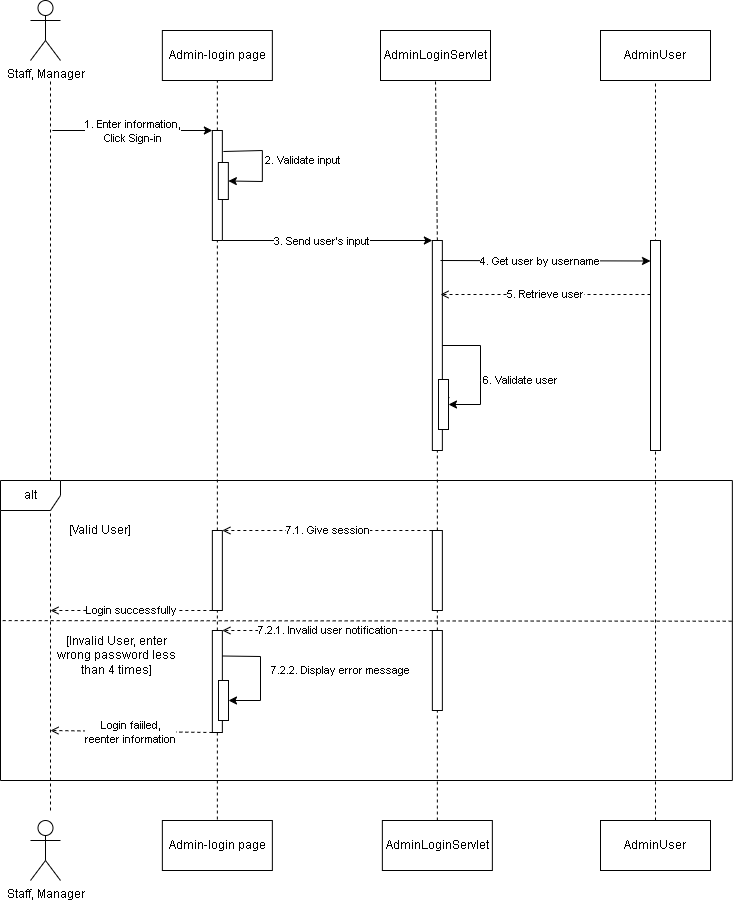 Staff, Manager
Admin-login page
AdminLoginServlet
AdminUser
1. Enter information,
Click Sign-in
2. Validate input
3. Send user's input
4. Get user by username
5. Retrieve user
6. Validate user
alt
[Valid User]
7.1. Give session
Login successfully
[Invalid User, enter
wrong password less
than 4 times]
7.2.1. Invalid user notification
7.2.2. Display error message
Login faiiled,
reenter information
Staff, Manager
Admin-login page
AdminLoginServlet
AdminUser